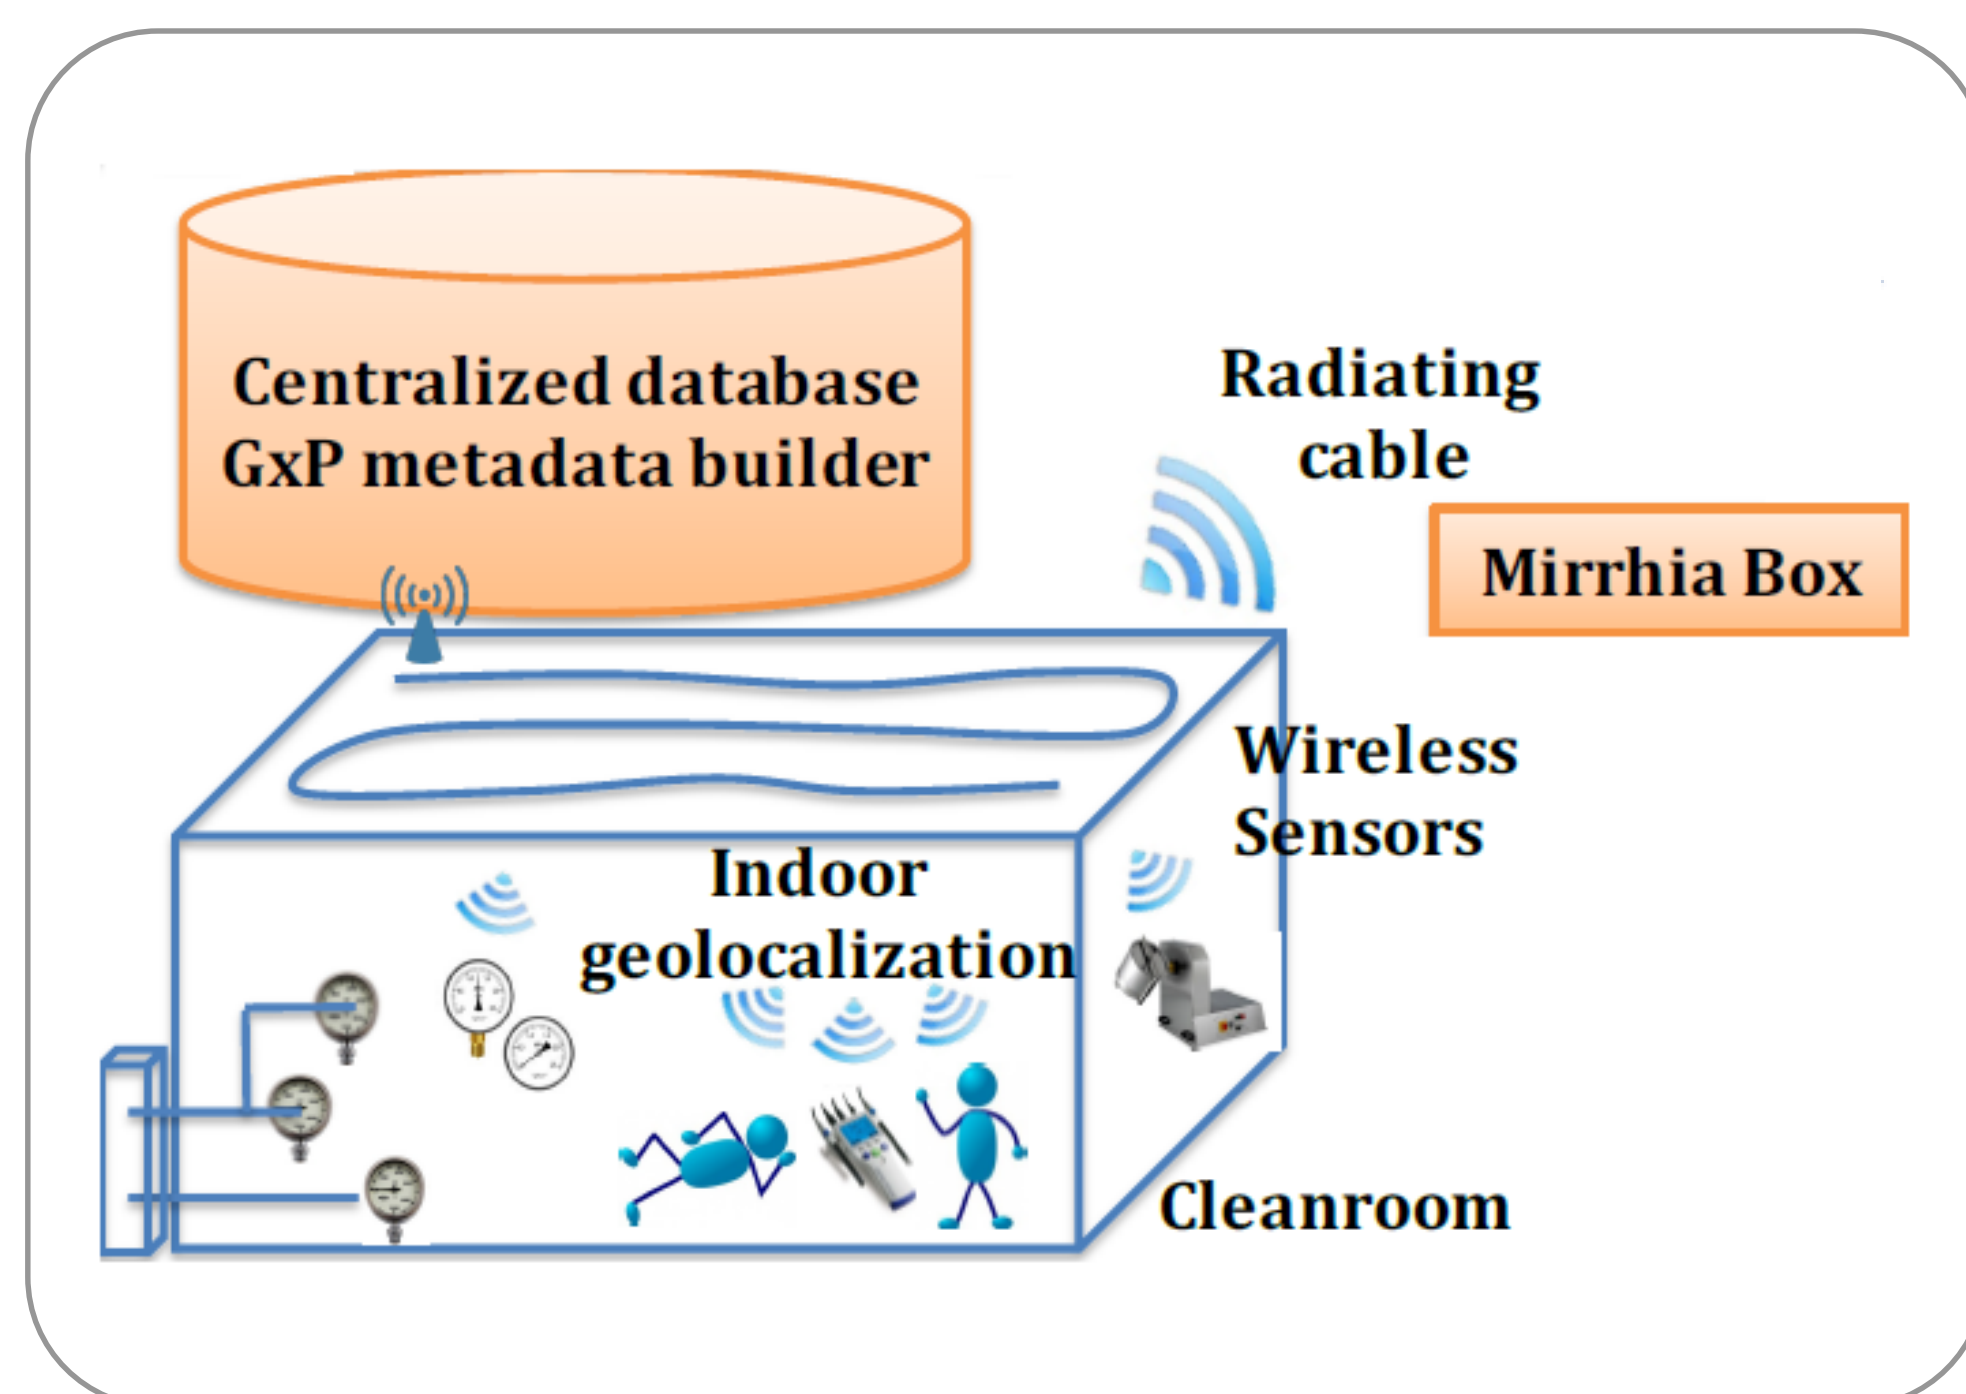 Centralized database
GxP metadata builder
Radiating
cable
Mirrhia Box
Wireless
Sensors
Indoor
geolocalization
Cleanroom